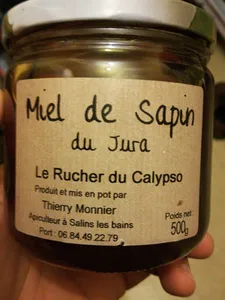 Miel de Sapin
du Jura
Le Rucher du Calypso
Produit et mis en pot par
Thierry Monnier
Apiculteur à Salins les bains
Port : 06.84.49.22.79
Poids net:
500g